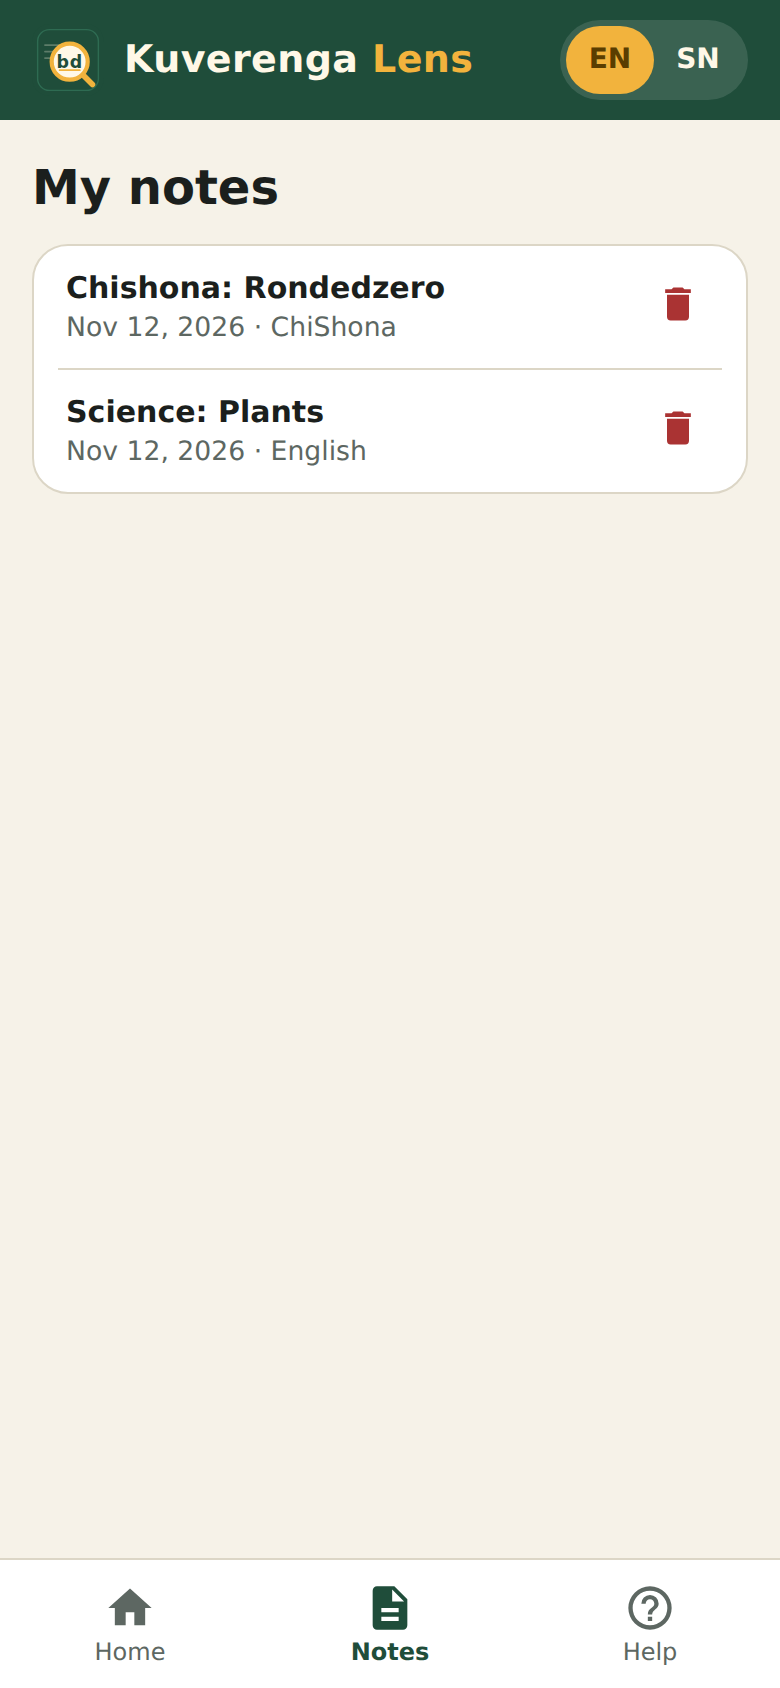 bd
Kuverenga Lens
EN SN
My notes
Chishona: Rondedzero
Nov 12, 2026 · ChiShona
Science: Plants
Nov 12, 2026 · English
Home Notes Help